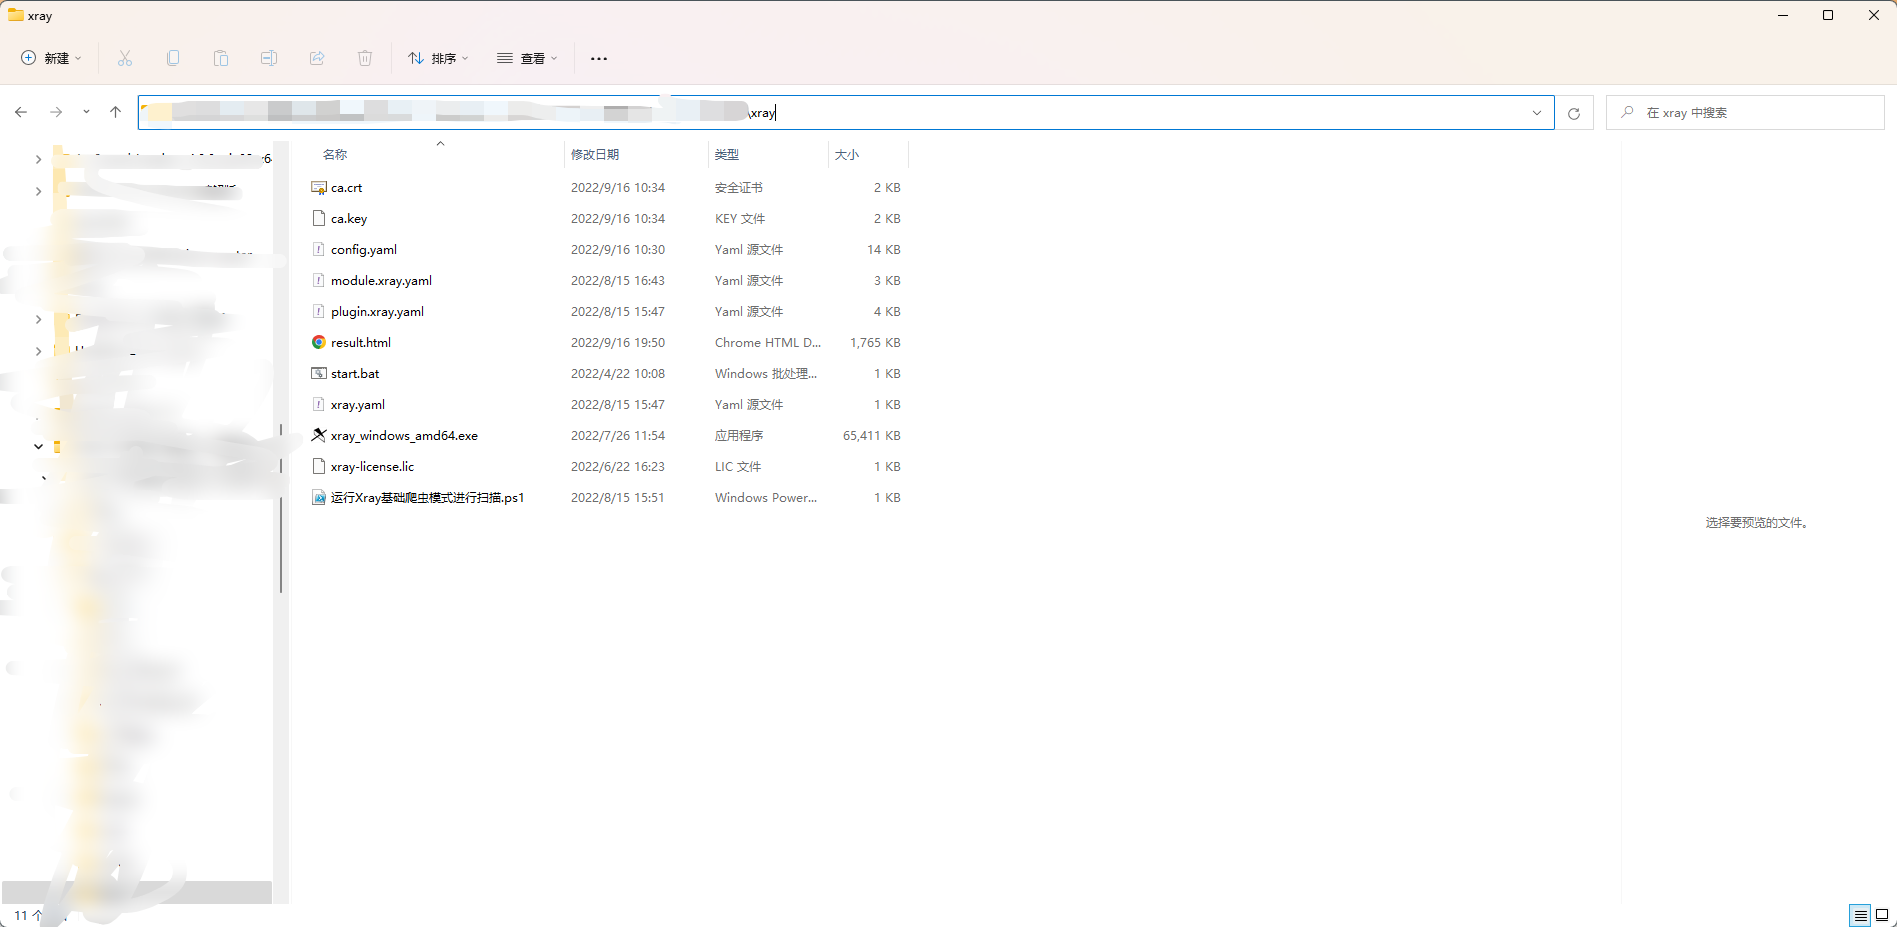 xray
新建 排序 查看 ...
\xray 在 xray 中搜索
名称 修改日期 类型 大小
ca.crt 2022/9/16 10:34 安全证书 2 KB
ca.key 2022/9/16 10:34 KEY 文件 2 KB
config.yaml 2022/9/16 10:30 Yaml 源文件 14 KB
module.xray.yaml 2022/8/15 16:43 Yaml 源文件 3 KB
plugin.xray.yaml 2022/8/15 15:47 Yaml 源文件 4 KB
result.html 2022/9/16 19:50 Chrome HTML D... 1,765 KB
start.bat 2022/4/22 10:08 Windows 批处理... 1 KB
xray.yaml 2022/8/15 15:47 Yaml 源文件 1 KB
xray_windows_amd64.exe 2022/7/26 11:54 应用程序 65,411 KB
xray-license.lic 2022/6/22 16:23 LIC 文件 1 KB
运行Xray基础爬虫模式进行扫描.ps1 2022/8/15 15:51 Windows Power... 1 KB
选择要预览的文件。
11 个